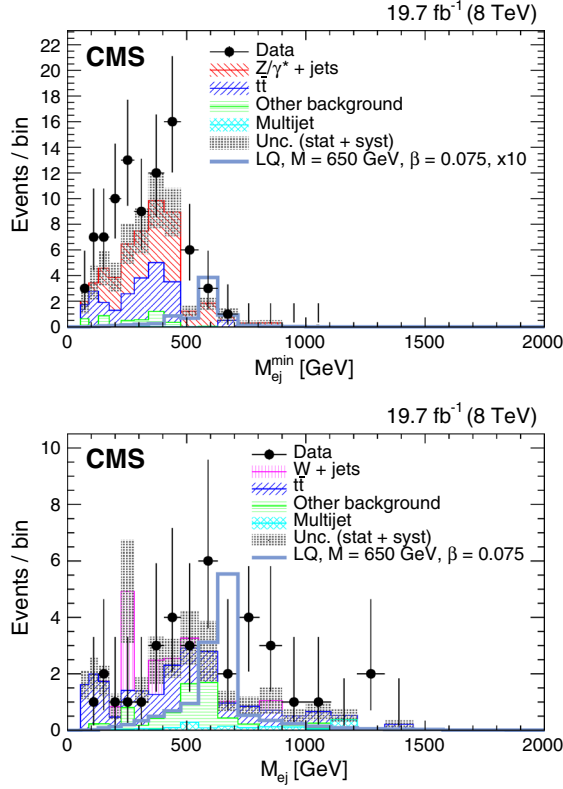 19.7 fb⁻¹ (8 TeV)
CMS
Data
Z/γ* + jets
tt̄
Other background
Multijet
Unc. (stat + syst)
LQ, M = 650 GeV, β = 0.075, x10
Events / bin
22
20
18
16
14
12
10
8
6
4
2
0
0 500 1000 1500 2000
M_ej^min [GeV]
19.7 fb⁻¹ (8 TeV)
CMS
Data
W + jets
tt̄
Other background
Multijet
Unc. (stat + syst)
LQ, M = 650 GeV, β = 0.075
Events / bin
10
8
6
4
2
0
0 500 1000 1500 2000
M_ej [GeV]